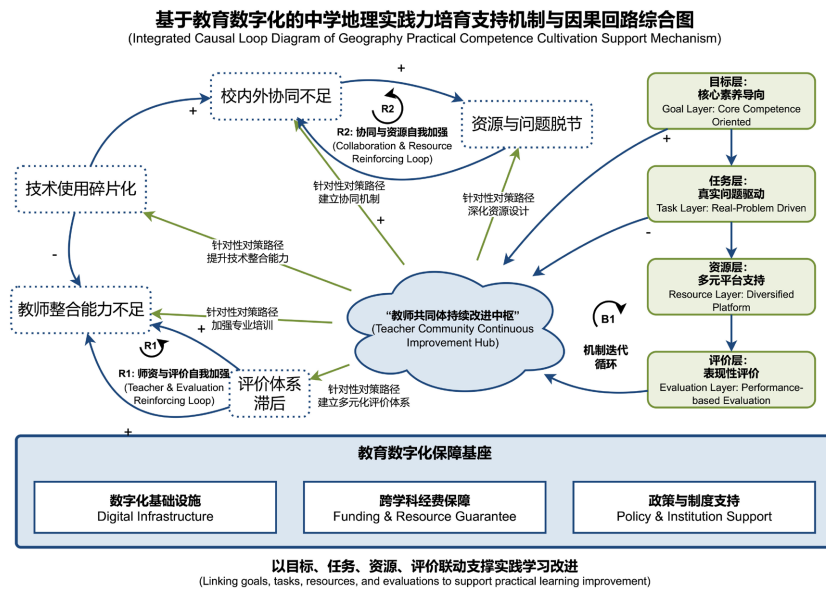 基于教育数字化的中学地理实践力培育支持机制与因果回路综合图
(Integrated Causal Loop Diagram of Geography Practical Competence Cultivation Support Mechanism)
校内外协同不足
+
R2
R2: 协同与资源自我加强
(Collaboration & Resource
Reinforcing Loop)
资源与问题脱节
+
技术使用碎片化
-
教师整合能力不足
+
R1
R1: 师资与评价自我加强
(Teacher & Evaluation
Reinforcing Loop)
+
评价体系
滞后
针对性对策路径
建立协同机制
+
针对性对策路径
深化资源设计
针对性对策路径
提升技术整合能力
针对性对策路径
加强专业培训
针对性对策路径
建立多元化评价体系
“教师共同体持续改进中枢”
(Teacher Community Continuous
Improvement Hub)
B1
机制迭代
循环
+
-
目标层:
核心素养导向
Goal Layer: Core Competence
Oriented
任务层:
真实问题驱动
Task Layer: Real-Problem Driven
资源层:
多元平台支持
Resource Layer: Diversified
Platform
评价层:
表现性评价
Evaluation Layer: Performance-
based Evaluation
教育数字化保障基座
数字化基础设施
Digital Infrastructure
跨学科经费保障
Funding & Resource Guarantee
政策与制度支持
Policy & Institution Support
以目标、任务、资源、评价联动支撑实践学习改进
(Linking goals, tasks, resources, and evaluations to support practical learning improvement)